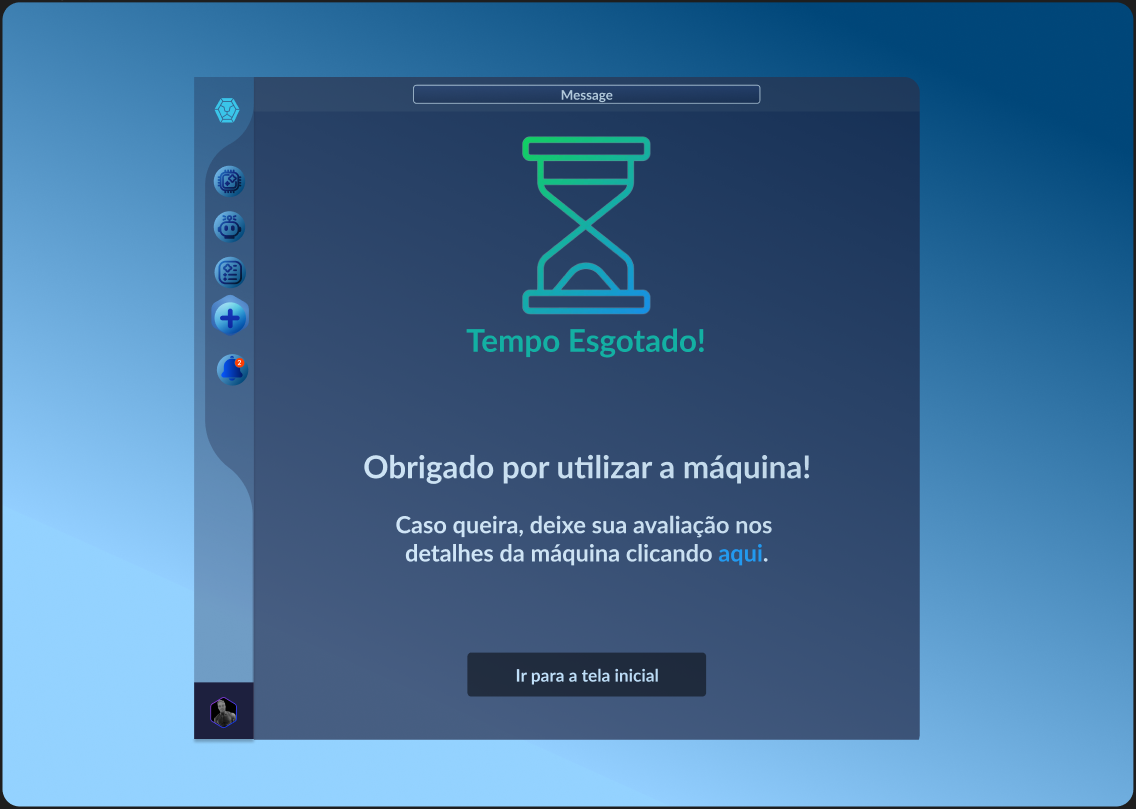 Message
2
Tempo Esgotado!
Obrigado por utilizar a máquina!
Caso queira, deixe sua avaliação nos
detalhes da máquina clicando aqui.
Ir para a tela inicial